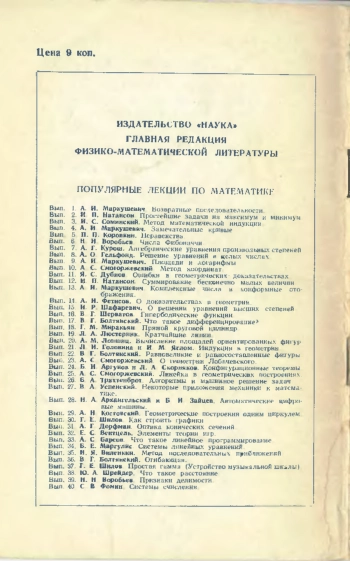 Цена 9 коп.
ИЗДАТЕЛЬСТВО «НАУКА»
ГЛАВНАЯ РЕДАКЦИЯ
ФИЗИКО-МАТЕМАТИЧЕСКОЙ ЛИТЕРАТУРЫ
ПОПУЛЯРНЫЕ ЛЕКЦИИ ПО МАТЕМАТИКЕ
Вып. 1. А. И. Маркушевич. Возвратные последовательности.
Вып. 2. И. П. Натансон. Простейшие задачи на максимум и минимум
Вып. 3. И. С. Соминский. Метод математической индукции.
Вып. 4. А. И. Маркушевич. Замечательные кривые
Вып. 5. П. П. Коровкин. Неравенства
Вып. 6. Н. Н. Воробьев. Числа Фибоначчи
Вып. 7. А. Г. Курош. Алгебраические уравнения произвольных степеней
Вып. 8. А. О. Гельфонд. Решение уравнений в целых числах.
Вып. 9. А. И. Маркушевич. Площади и логарифмы
Вып. 10. А. С. Смогоржевский. Метод координат
Вып. 11. Я. С. Дубнов. Ошибки в геометрических доказательствах
Вып. 12. И. П. Натансон. Суммирование бесконечно малых величин
Вып. 13. А. И. Маркушевич. Комплексные числа и конформные ото-
бражения.
Вып. 14. А. И. Фетисов. О доказательствах в геометрии.
Вып. 15. И. Р. Шафаревич. О решении уравнений высших степеней
Вып. 16. В. Г. Шерватов. Гиперболические функции.
Вып. 17. В. Г. Болтянский. Что такое дифференцирование?
Вып. 18. Г. М. Миракьян. Прямой круговой цилиндр
Вып. 19. Л. А. Люстерник. Кратчайшие линии.
Вып. 20. А. М. Лопшиц. Вычисление площадей ориентированных фигур
Вып. 21. Л. И. Головина и И. М. Яглом. Индукция в геометрии
Вып. 22. В. Г. Болтянский. Равновеликие и равносоставленные фигуры
Вып. 23. А. С. Смогоржевский. О геометрии Лобачевского.
Вып. 24. Б. И. Аргунов и Л. А. Скорняков. Конфигурационные теоремы
Вып. 25. А. С. Смогоржевский. Линейка в геометрических построениях
Вып. 26. Б. А. Трахтенброт. Алгоритмы и машинное решение задач
Вып. 27. В. А. Успенский. Некоторые приложения механики к матема-
тике.
Вып. 28. Н. А. Архангельский и Б. И. Зайцев. Автоматические цифро-
вые машины.
Вып. 29. А. Н. Костовский. Геометрические построения одним циркулем.
Вып. 30. Г. Е. Шилов. Как строить графики
Вып. 31. А. Г. Дорфман. Оптика конических сечений
Вып. 32. Е. С. Вентцель. Элементы теории игр.
Вып. 33. А. С. Барсов. Что такое линейное программирование
Вып. 34. Б. Е. Маргулис. Системы линейных уравнений
Вып. 35. Н. Я. Виленкин. Метод последовательных приближений
Вып. 36. В. Г. Болтянский. Огибающая.
Вып. 37. Г. Е. Шилов. Простая гамма (Устройство музыкальной шкалы)
Вып. 38. Ю. А. Шрейдер. Что такое расстояние
Вып. 39. Н. Н. Воробьев. Признаки делимости
Вып. 40. С. В. Фомин. Системы счисления